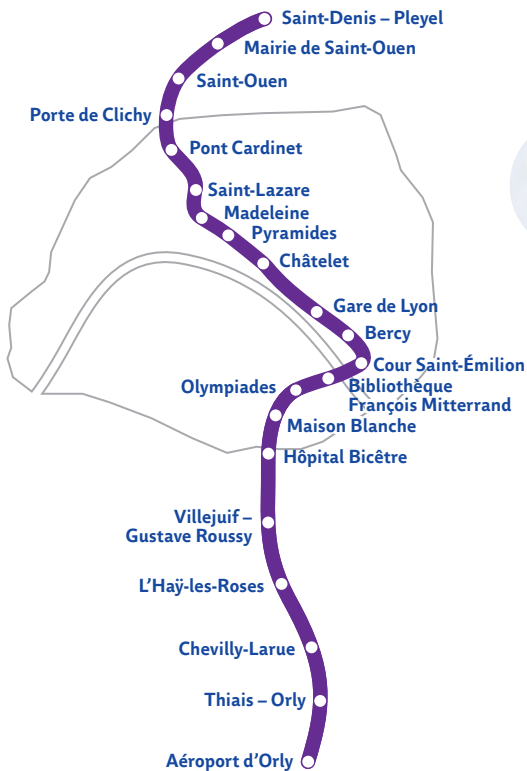 Saint-Denis – Pleyel
Mairie de Saint-Ouen
Saint-Ouen
Porte de Clichy
Pont Cardinet
Saint-Lazare
Madeleine
Pyramides
Châtelet
Gare de Lyon
Bercy
Cour Saint-Émilion
Bibliothèque
François Mitterrand
Olympiades
Maison Blanche
Hôpital Bicêtre
Villejuif –
Gustave Roussy
L’Haÿ-les-Roses
Chevilly-Larue
Thiais – Orly
Aéroport d’Orly